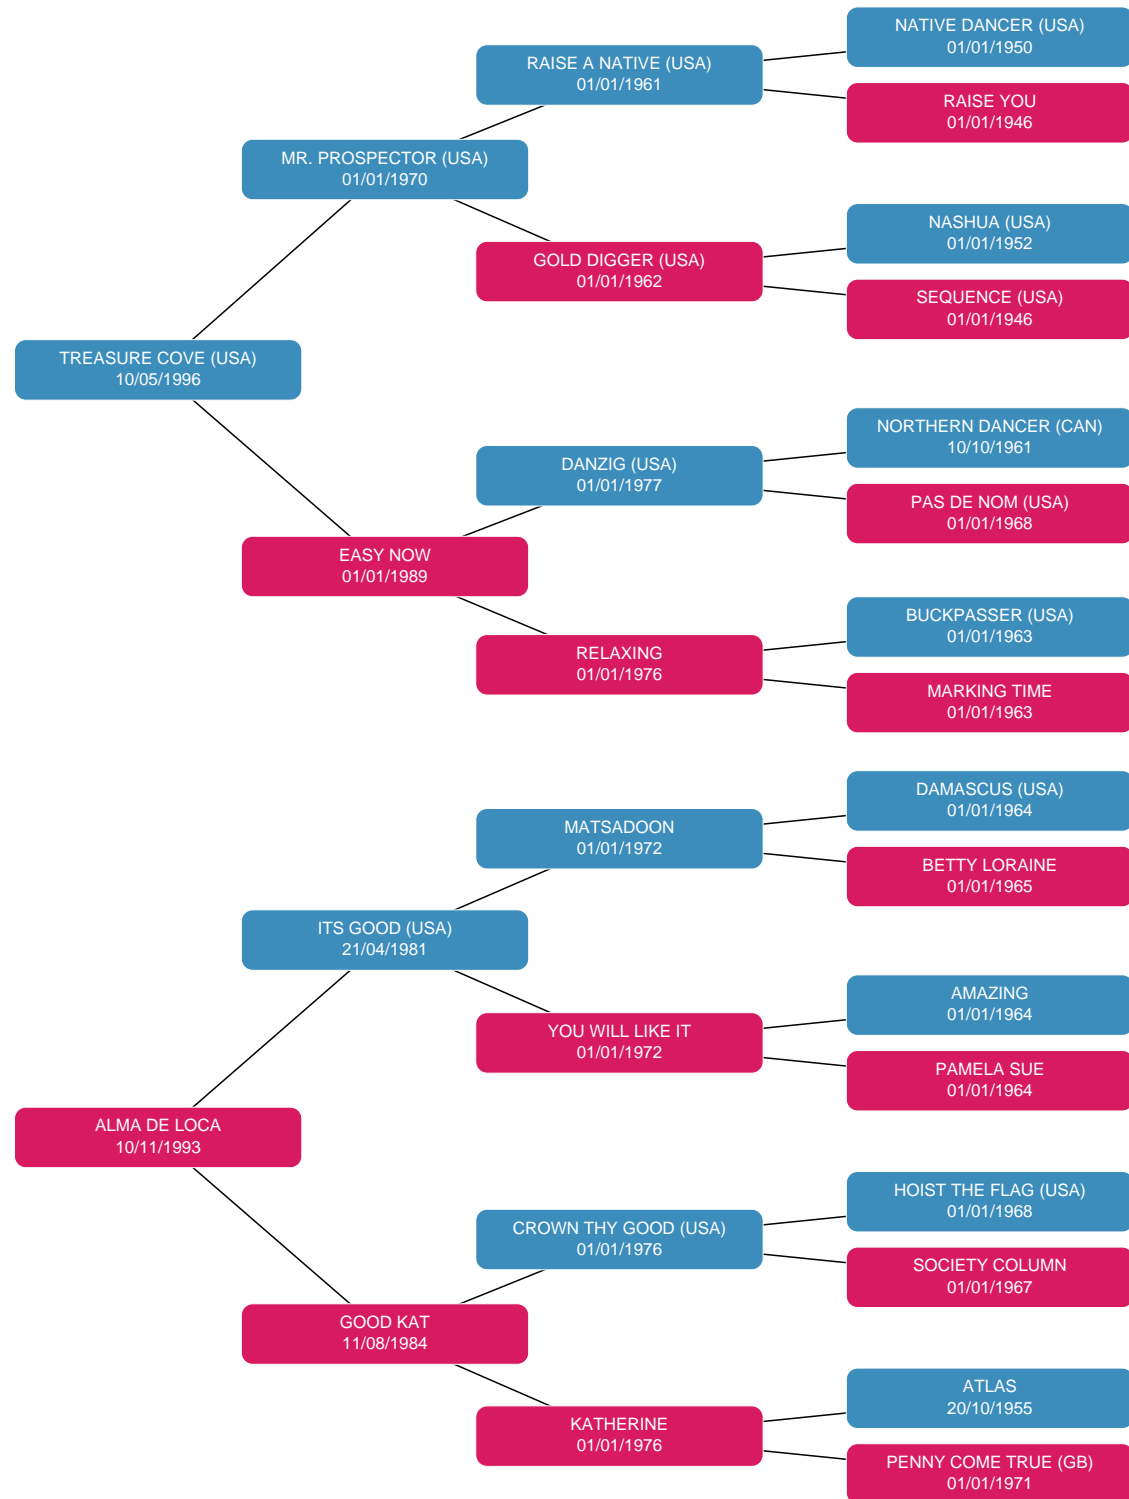 NATIVE DANCER (USA)
01/01/1950
RAISE A NATIVE (USA)
01/01/1961
RAISE YOU
01/01/1946
MR. PROSPECTOR (USA)
01/01/1970
NASHUA (USA)
01/01/1952
GOLD DIGGER (USA)
01/01/1962
SEQUENCE (USA)
01/01/1946
TREASURE COVE (USA)
10/05/1996
NORTHERN DANCER (CAN)
10/10/1961
DANZIG (USA)
01/01/1977
PAS DE NOM (USA)
01/01/1968
EASY NOW
01/01/1989
BUCKPASSER (USA)
01/01/1963
RELAXING
01/01/1976
MARKING TIME
01/01/1963
DAMASCUS (USA)
01/01/1964
MATSADOON
01/01/1972
BETTY LORAINE
01/01/1965
ITS GOOD (USA)
21/04/1981
AMAZING
01/01/1964
YOU WILL LIKE IT
01/01/1972
PAMELA SUE
01/01/1964
ALMA DE LOCA
10/11/1993
HOIST THE FLAG (USA)
01/01/1968
CROWN THY GOOD (USA)
01/01/1976
SOCIETY COLUMN
01/01/1967
GOOD KAT
11/08/1984
ATLAS
20/10/1955
KATHERINE
01/01/1976
PENNY COME TRUE (GB)
01/01/1971